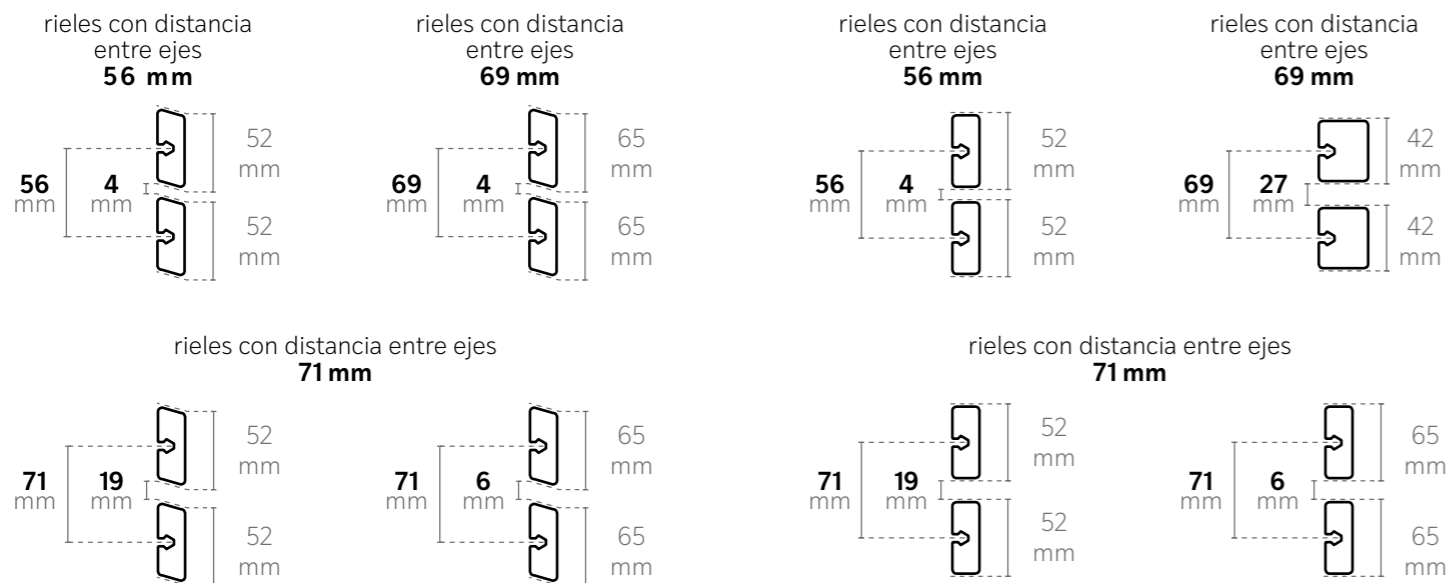 rieles con distancia
entre ejes
56 mm
52
mm
56
mm
4
mm
52
mm
rieles con distancia
entre ejes
69 mm
65
mm
69
mm
4
mm
65
mm
rieles con distancia
entre ejes
56 mm
52
mm
56
mm
4
mm
52
mm
rieles con distancia
entre ejes
69 mm
42
mm
69
mm
27
mm
42
mm
rieles con distancia entre ejes
71 mm
52
mm
71
mm
19
mm
52
mm
65
mm
71
mm
6
mm
65
mm
rieles con distancia entre ejes
71 mm
52
mm
71
mm
19
mm
52
mm
65
mm
71
mm
6
mm
65
mm